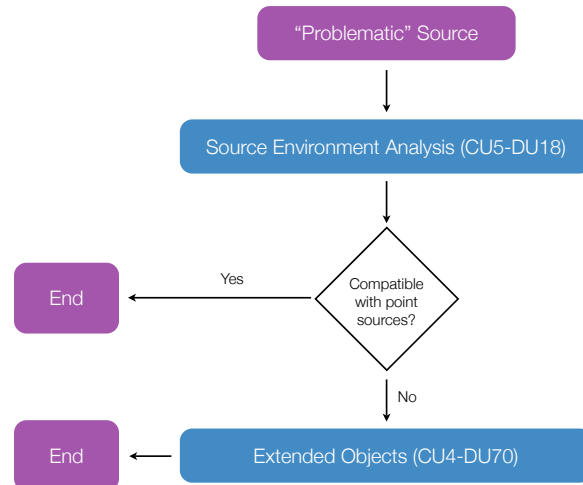 “Problematic” Source
Source Environment Analysis (CU5-DU18)
Yes
End
Compatible
with point
sources?
No
End
Extended Objects (CU4-DU70)